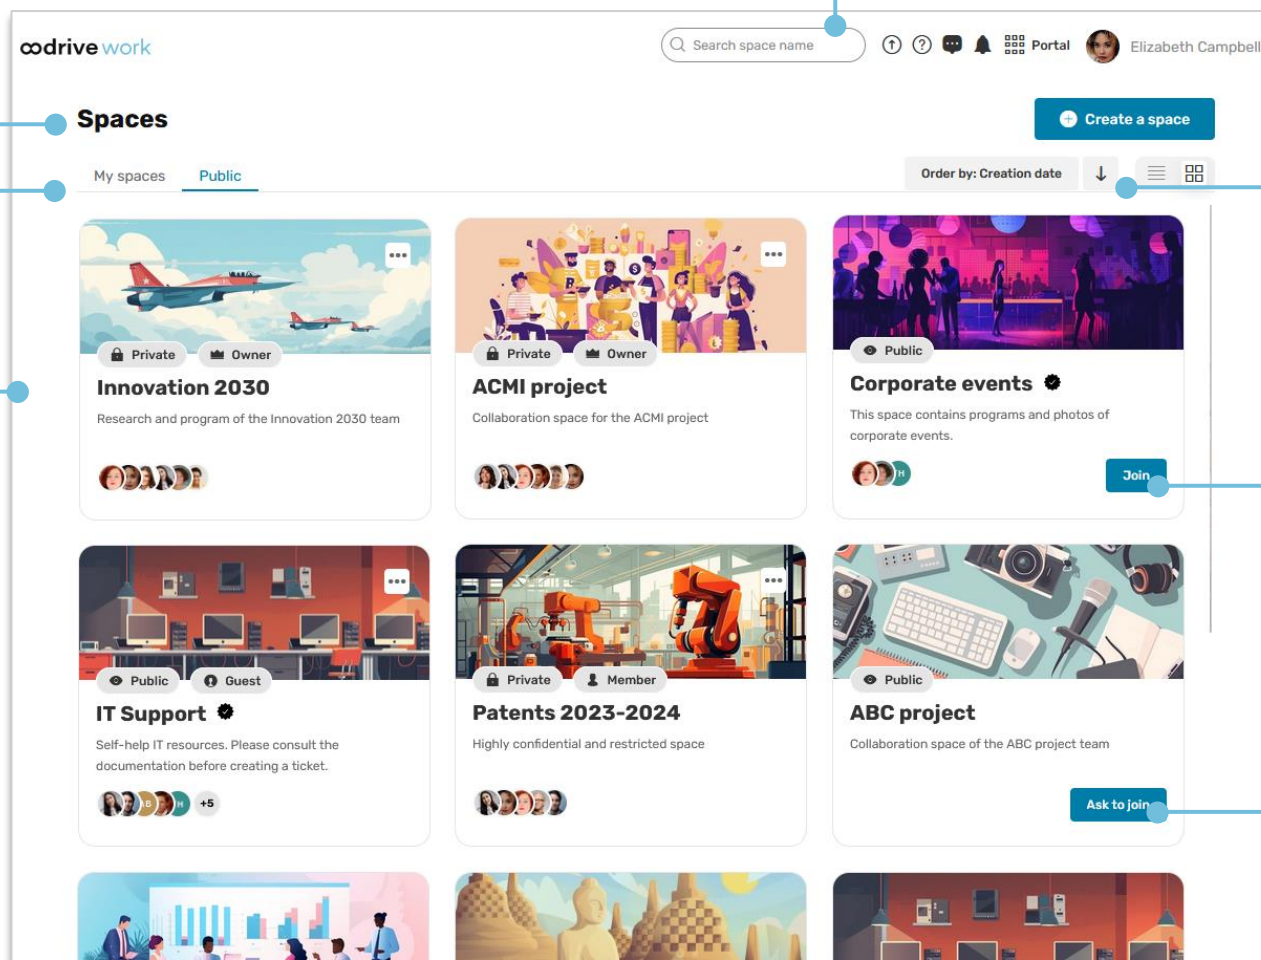 oodrive work
Search space name
Portal
Elizabeth Campbell
Spaces
Create a space
My spaces
Public
Order by: Creation date
Private
Owner
Innovation 2030
Research and program of the Innovation 2030 team
Private
Owner
ACMI project
Collaboration space for the ACMI project
Public
Corporate events
This space contains programs and photos of
corporate events.
TH
Join
Public
Guest
IT Support
Self-help IT resources. Please consult the
documentation before creating a ticket.
+5
Private
Member
Patents 2023-2024
Highly confidential and restricted space
Public
ABC project
Collaboration space of the ABC project team
Ask to join